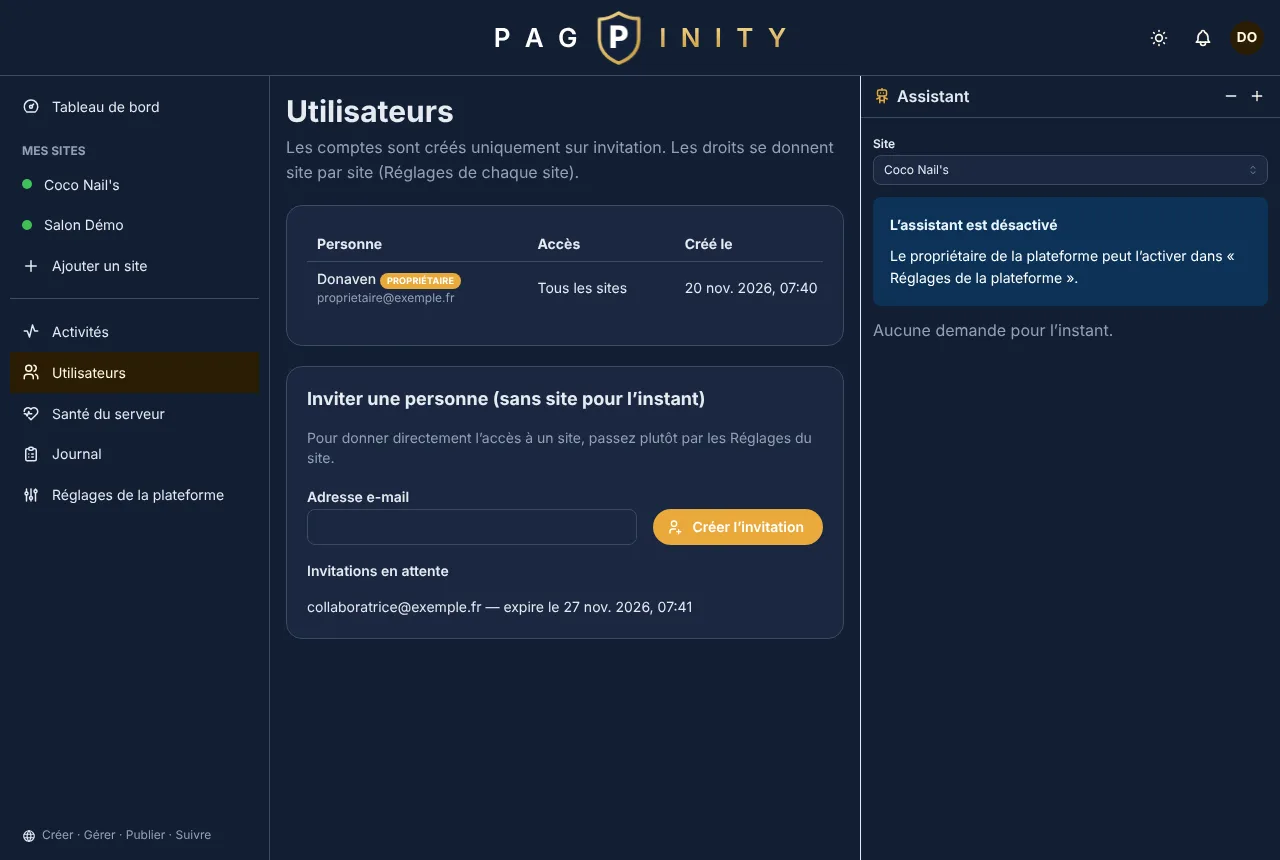 PAGPINITY
DO
Tableau de bord
MES SITES
Coco Nail's
Salon Démo
Ajouter un site
Activités
Utilisateurs
Santé du serveur
Journal
Réglages de la plateforme
Créer · Gérer · Publier · Suivre
Utilisateurs
Les comptes sont créés uniquement sur invitation. Les droits se donnent
site par site (Réglages de chaque site).
Personne Accès Créé le
Donaven PROPRIÉTAIRE
proprietaire@exemple.fr
Tous les sites
20 nov. 2026, 07:40
Inviter une personne (sans site pour l’instant)
Pour donner directement l’accès à un site, passez plutôt par les Réglages du
site.
Adresse e-mail
Créer l’invitation
Invitations en attente
collaboratrice@exemple.fr — expire le 27 nov. 2026, 07:41
Assistant
Site
Coco Nail's
L’assistant est désactivé
Le propriétaire de la plateforme peut l’activer dans «
Réglages de la plateforme ».
Aucune demande pour l’instant.